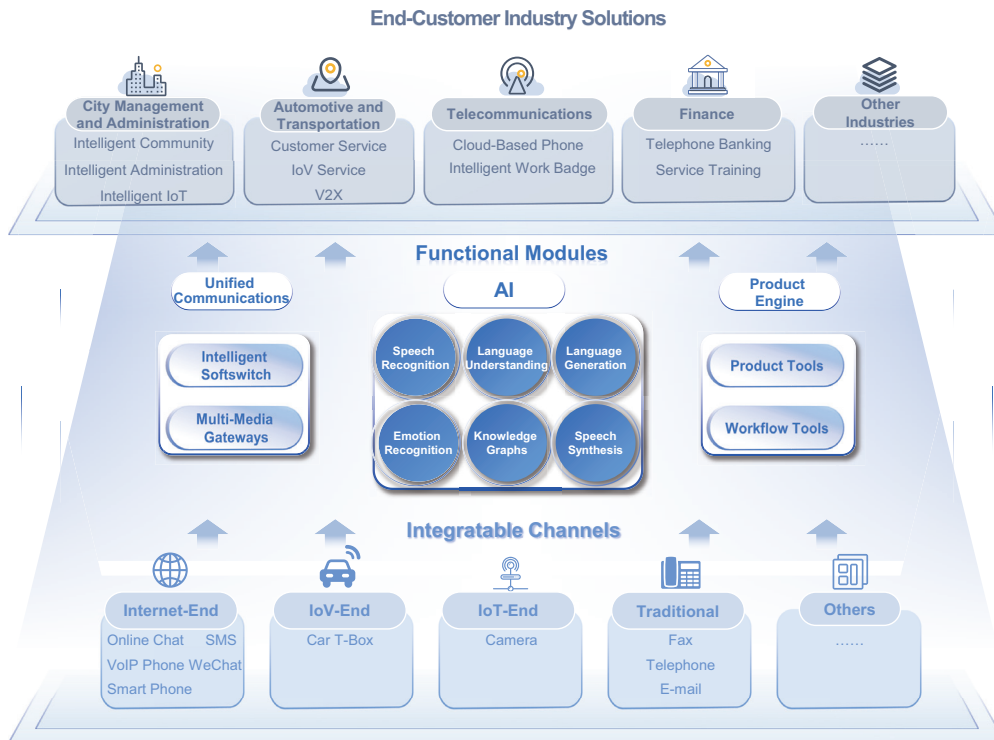 End-Customer Industry Solutions
City Management
and Administration
Intelligent Community
Intelligent Administration
Intelligent IoT
Automotive and
Transportation
Customer Service
IoV Service
V2X
Telecommunications
Cloud-Based Phone
Intelligent Work Badge
Finance
Telephone Banking
Service Training
Other
Industries
......
Functional Modules
Unified
Communications
Intelligent
Softswitch
Multi-Media
Gateways
AI
Speech
Recognition
Language
Understanding
Language
Generation
Emotion
Recognition
Knowledge
Graphs
Speech
Synthesis
Product
Engine
Product Tools
Workflow Tools
Integratable Channels
Internet-End
Online Chat SMS
VoIP Phone WeChat
Smart Phone
IoV-End
Car T-Box
IoT-End
Camera
Traditional
Fax
Telephone
E-mail
Others
......